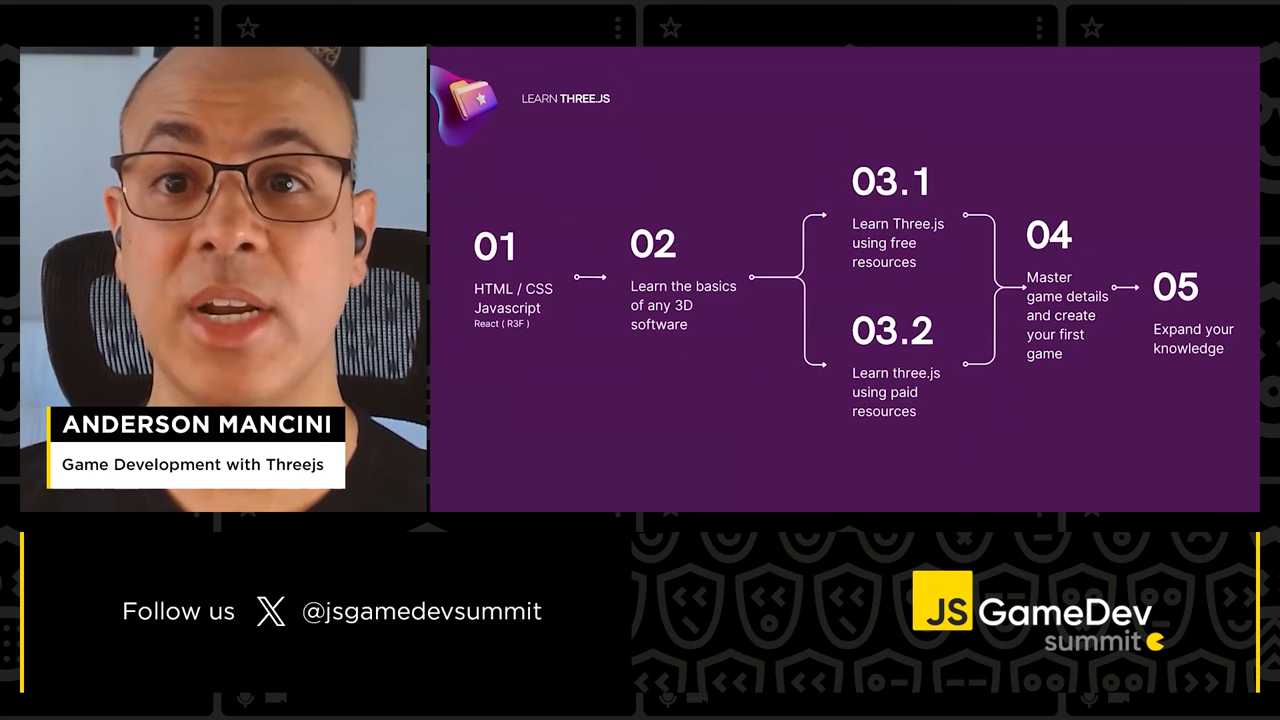 LEARN THREE.JS
01
HTML / CSS
Javascript
React ( R3F )
02
Learn the basics
of any 3D
software
03.1
Learn Three.js
using free
resources
03.2
Learn three.js
using paid
resources
04
Master
game details
and create
your first
game
05
Expand your
knowledge
ANDERSON MANCINI
Game Development with Threejs
Follow us X @jsgamedevsummit
JS GameDev
summit